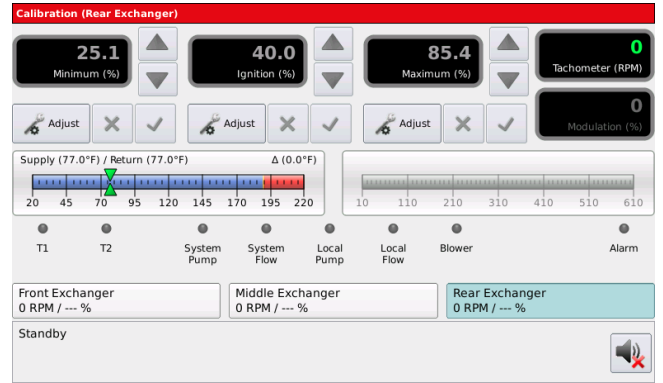 Calibration (Rear Exchanger)
25.1
Minimum (%)
40.0
Ignition (%)
85.4
Maximum (%)
0
Tachometer (RPM)
Adjust
Adjust
Adjust
0
Modulation (%)
Supply (77.0°F) / Return (77.0°F) Δ (0.0°F)
20 45 70 95 120 145 170 195 220
10 110 210 310 410 510 610
T1
T2
System
Pump
System
Flow
Local
Pump
Local
Flow
Blower
Alarm
Front Exchanger
0 RPM / --- %
Middle Exchanger
0 RPM / --- %
Rear Exchanger
0 RPM / --- %
Standby